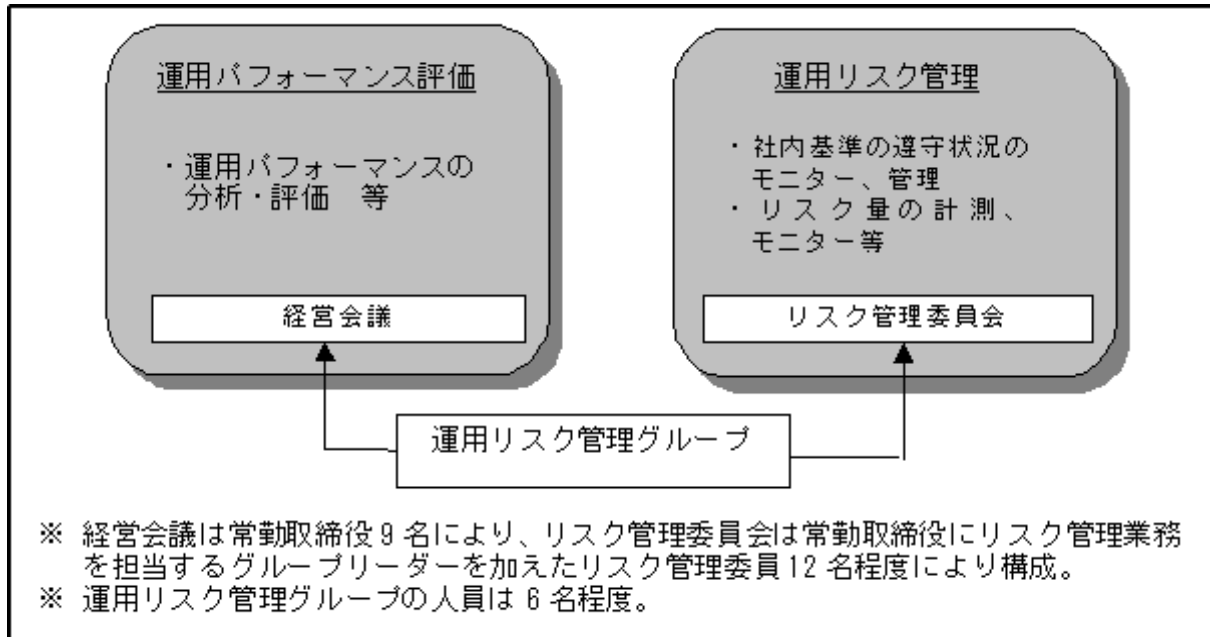 運用パフォーマンス評価
・運用パフォーマンスの
分析・評価 等
経営会議
運用リスク管理
・社内基準の遵守状況の
モニター、管理
・リスク量の計測、
モニター等
リスク管理委員会
運用リスク管理グループ
※ 経営会議は常勤取締役9名により、リスク管理委員会は常勤取締役にリスク管理業務
を担当するグループリーダーを加えたリスク管理委員12名程度により構成。
※ 運用リスク管理グループの人員は6名程度。